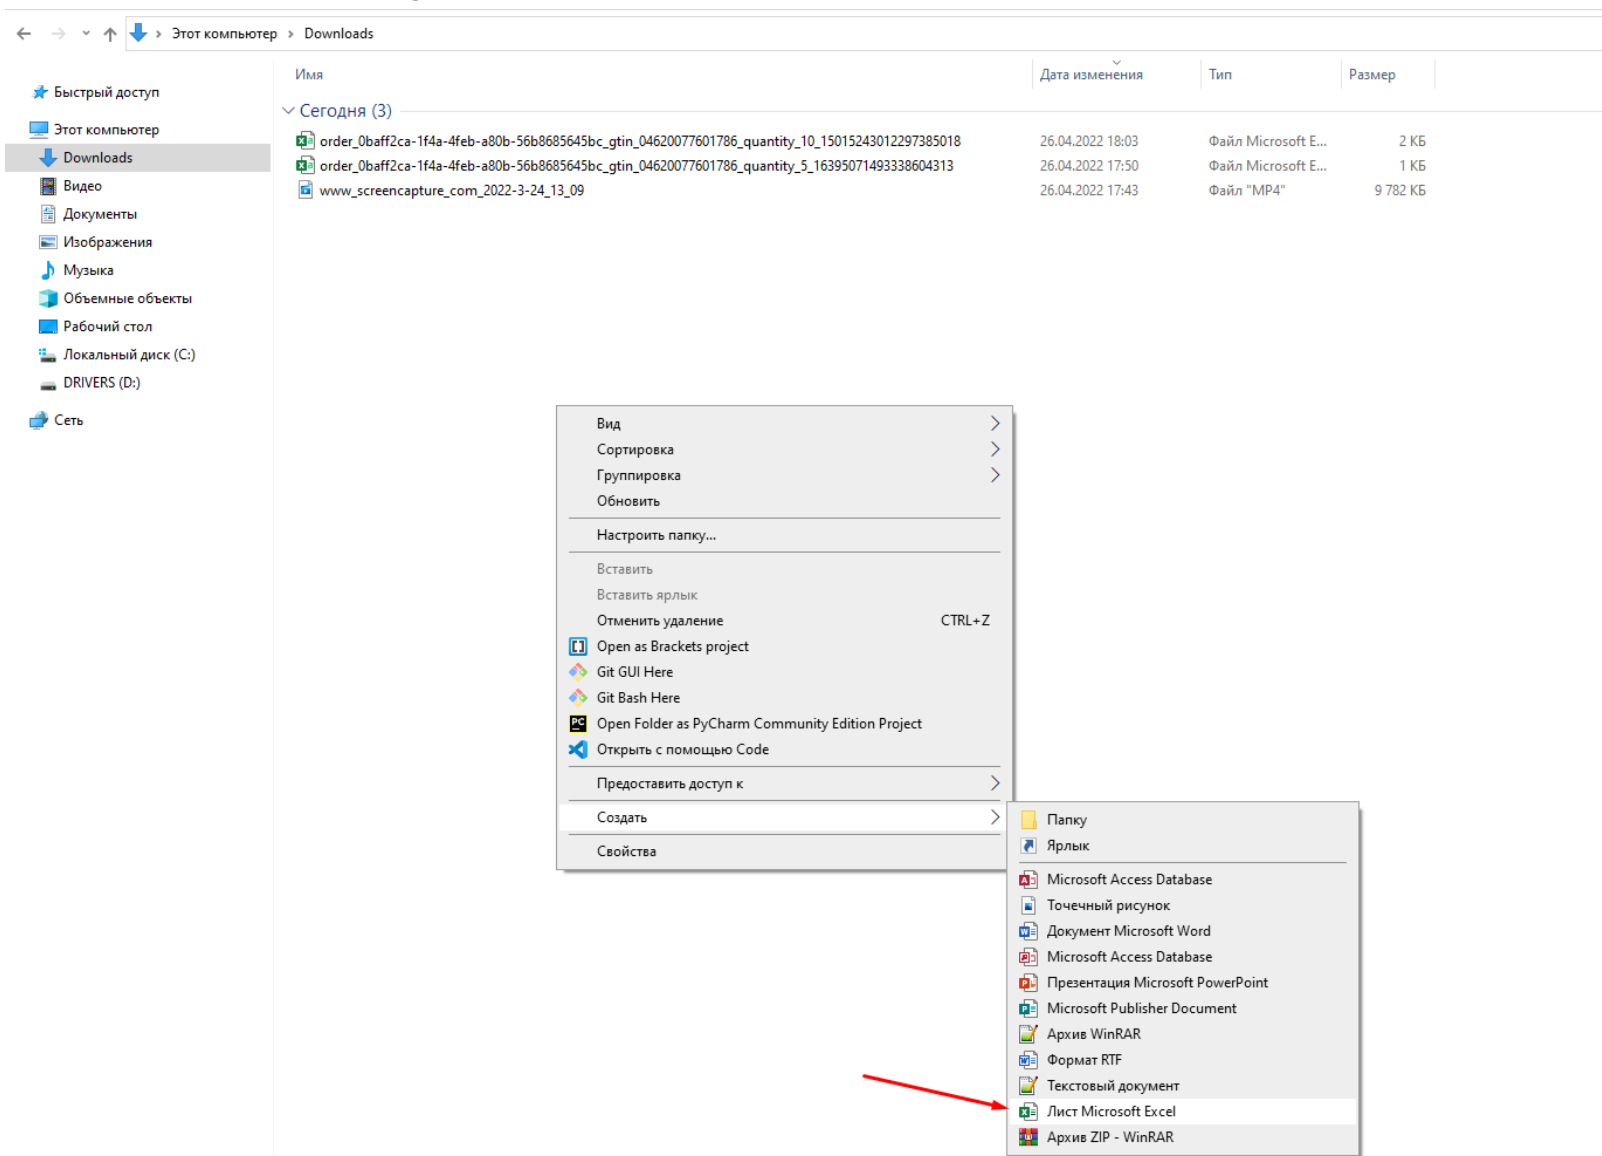 Этот компьютер > Downloads
Имя Дата изменения Тип Размер
Быстрый доступ
Этот компьютер
Downloads
Видео
Документы
Изображения
Музыка
Объемные объекты
Рабочий стол
Локальный диск (C:)
DRIVERS (D:)
Сеть
Сегодня (3)
order_0baff2ca-1f4a-4feb-a80b-56b8685645bc_gtin_04620077601786_quantity_10_15015243012297385018 26.04.2022 18:03 Файл Microsoft E... 2 КБ
order_0baff2ca-1f4a-4feb-a80b-56b8685645bc_gtin_04620077601786_quantity_5_16395071493338604313 26.04.2022 17:50 Файл Microsoft E... 1 КБ
www_screencapture_com_2022-3-24_13_09 26.04.2022 17:43 Файл "MP4" 9 782 КБ
Вид
Сортировка
Группировка
Обновить
Настроить папку...
Вставить
Вставить ярлык
Отменить удаление CTRL+Z
Open as Brackets project
Git GUI Here
Git Bash Here
Open Folder as PyCharm Community Edition Project
Открыть с помощью Code
Предоставить доступ к
Создать
Свойства
Папку
Ярлык
Microsoft Access Database
Точечный рисунок
Документ Microsoft Word
Microsoft Access Database
Презентация Microsoft PowerPoint
Microsoft Publisher Document
Архив WinRAR
Формат RTF
Текстовый документ
Лист Microsoft Excel
Архив ZIP - WinRAR